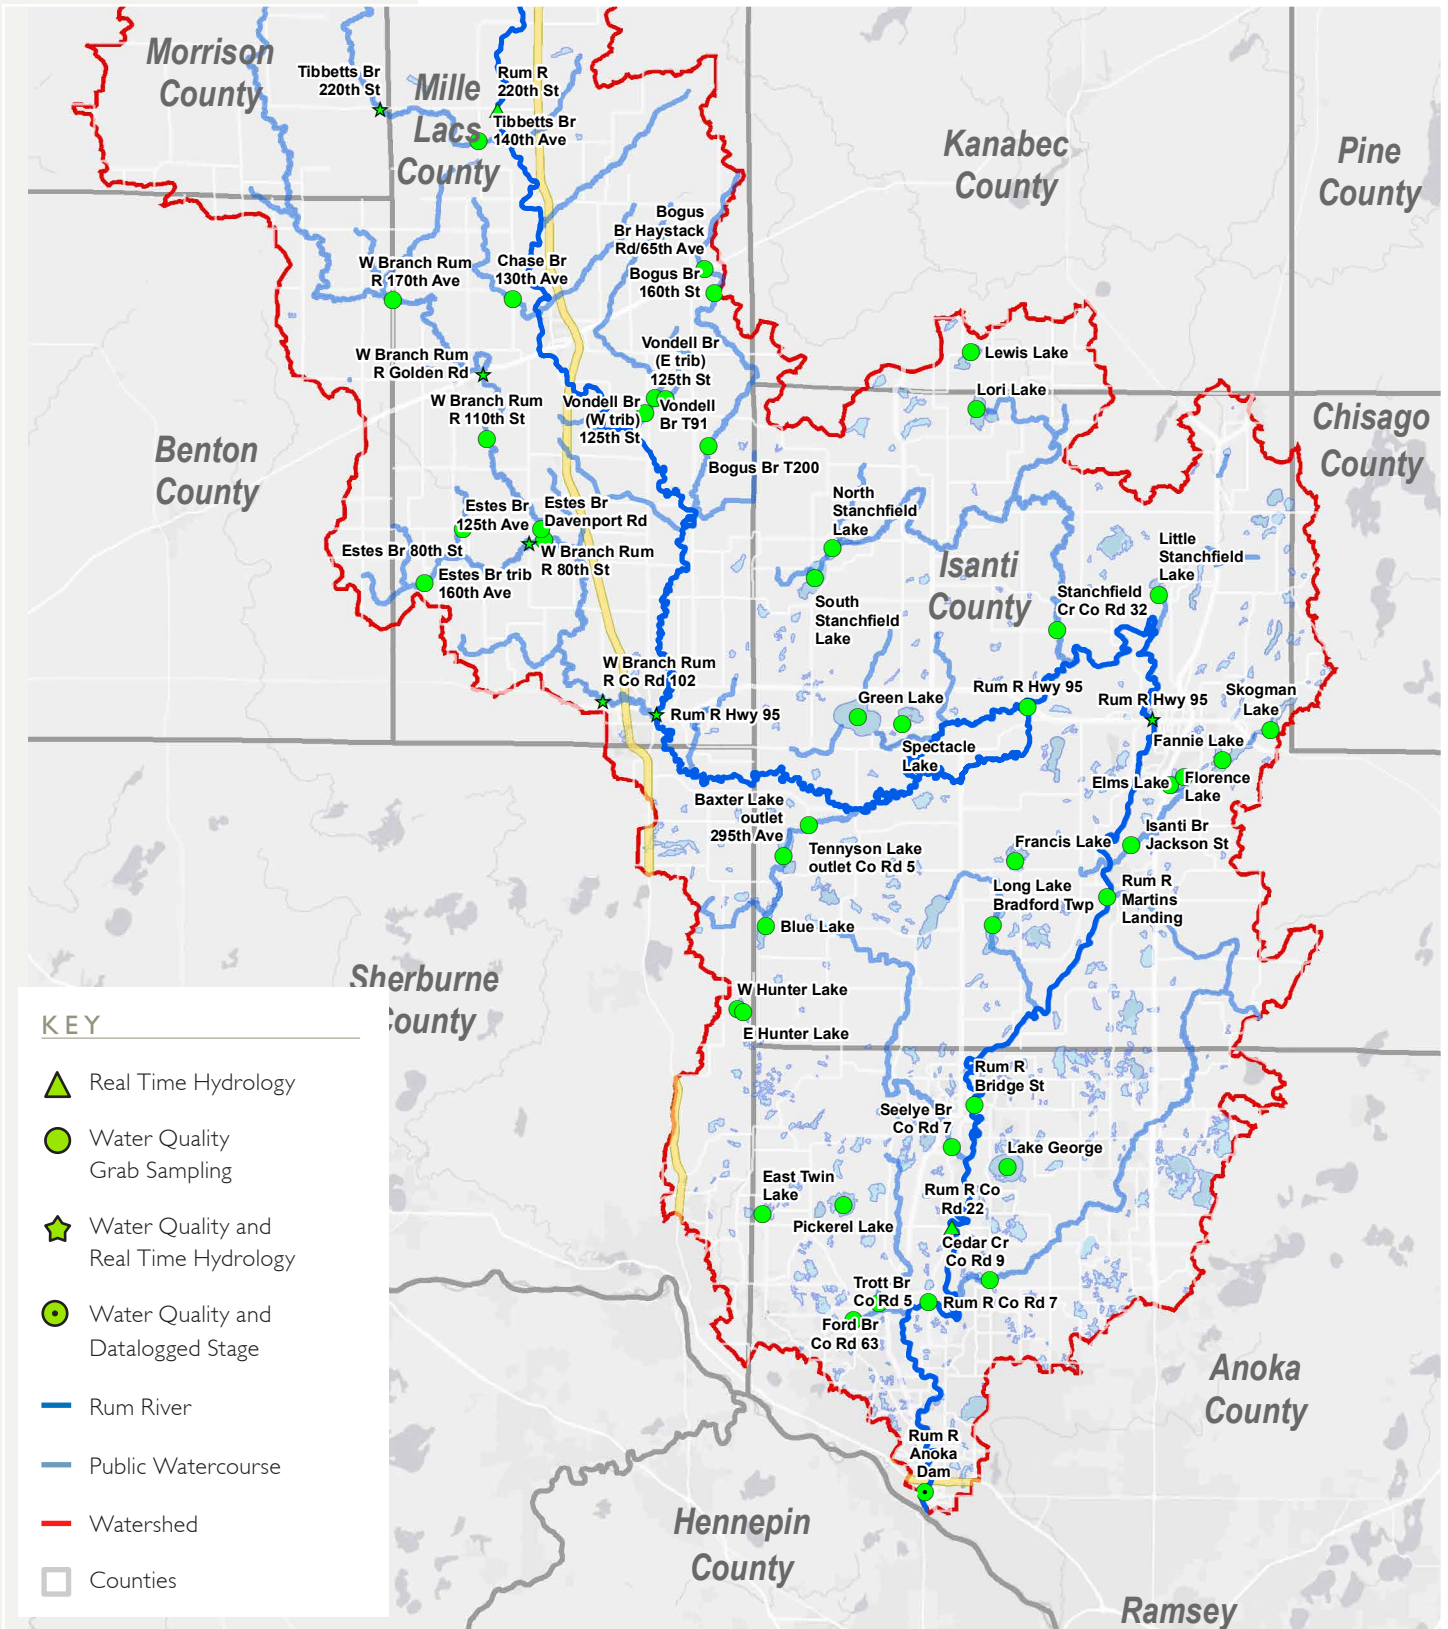 Morrison
County
Tibbetts Br
220th St
Mille
Lacs
County
Rum R
220th St
Tibbetts Br
140th Ave
Kanabec
County
Pine
County
Bogus
Br Haystack
Rd/65th Ave
Bogus Br
160th St
W Branch Rum
R 170th Ave
Chase Br
130th Ave
Vondell Br
(E trib)
125th St
Lewis Lake
W Branch Rum
R Golden Rd
Lori Lake
W Branch Rum
R 110th St
Vondell Br
(W trib)
125th St
Vondell
Br T91
Chisago
County
Benton
County
Bogus Br T200
North
Stanchfield
Lake
Estes Br
125th Ave
Estes Br
Davenport Rd
Little
Stanchfield
Lake
Estes Br 80th St
W Branch Rum
R 80th St
Isanti
County
Estes Br trib
160th Ave
South
Stanchfield
Lake
Stanchfield
Cr Co Rd 32
W Branch Rum
R Co Rd 102
Rum R Hwy 95
Green Lake
Rum R Hwy 95
Rum R Hwy 95
Skogman
Lake
Spectacle
Lake
Fannie Lake
Elms Lake
Florence
Lake
Baxter Lake
outlet
295th Ave
Tennyson Lake
outlet Co Rd 5
Francis Lake
Isanti Br
Jackson St
Long Lake
Bradford Twp
Rum R
Martins
Landing
Blue Lake
Sherburne
County
W Hunter Lake
E Hunter Lake
Rum R
Bridge St
Seelye Br
Co Rd 7
Lake George
East Twin
Lake
Rum R Co
Rd 22
Pickerel Lake
Cedar Cr
Co Rd 9
Trott Br
Co Rd 5
Rum R Co Rd 7
Ford Br
Co Rd 63
Anoka
County
Rum R
Anoka
Dam
Hennepin
County
Ramsey
KEY
Real Time Hydrology
Water Quality
Grab Sampling
Water Quality and
Real Time Hydrology
Water Quality and
Datalogged Stage
Rum River
Public Watercourse
Watershed
Counties